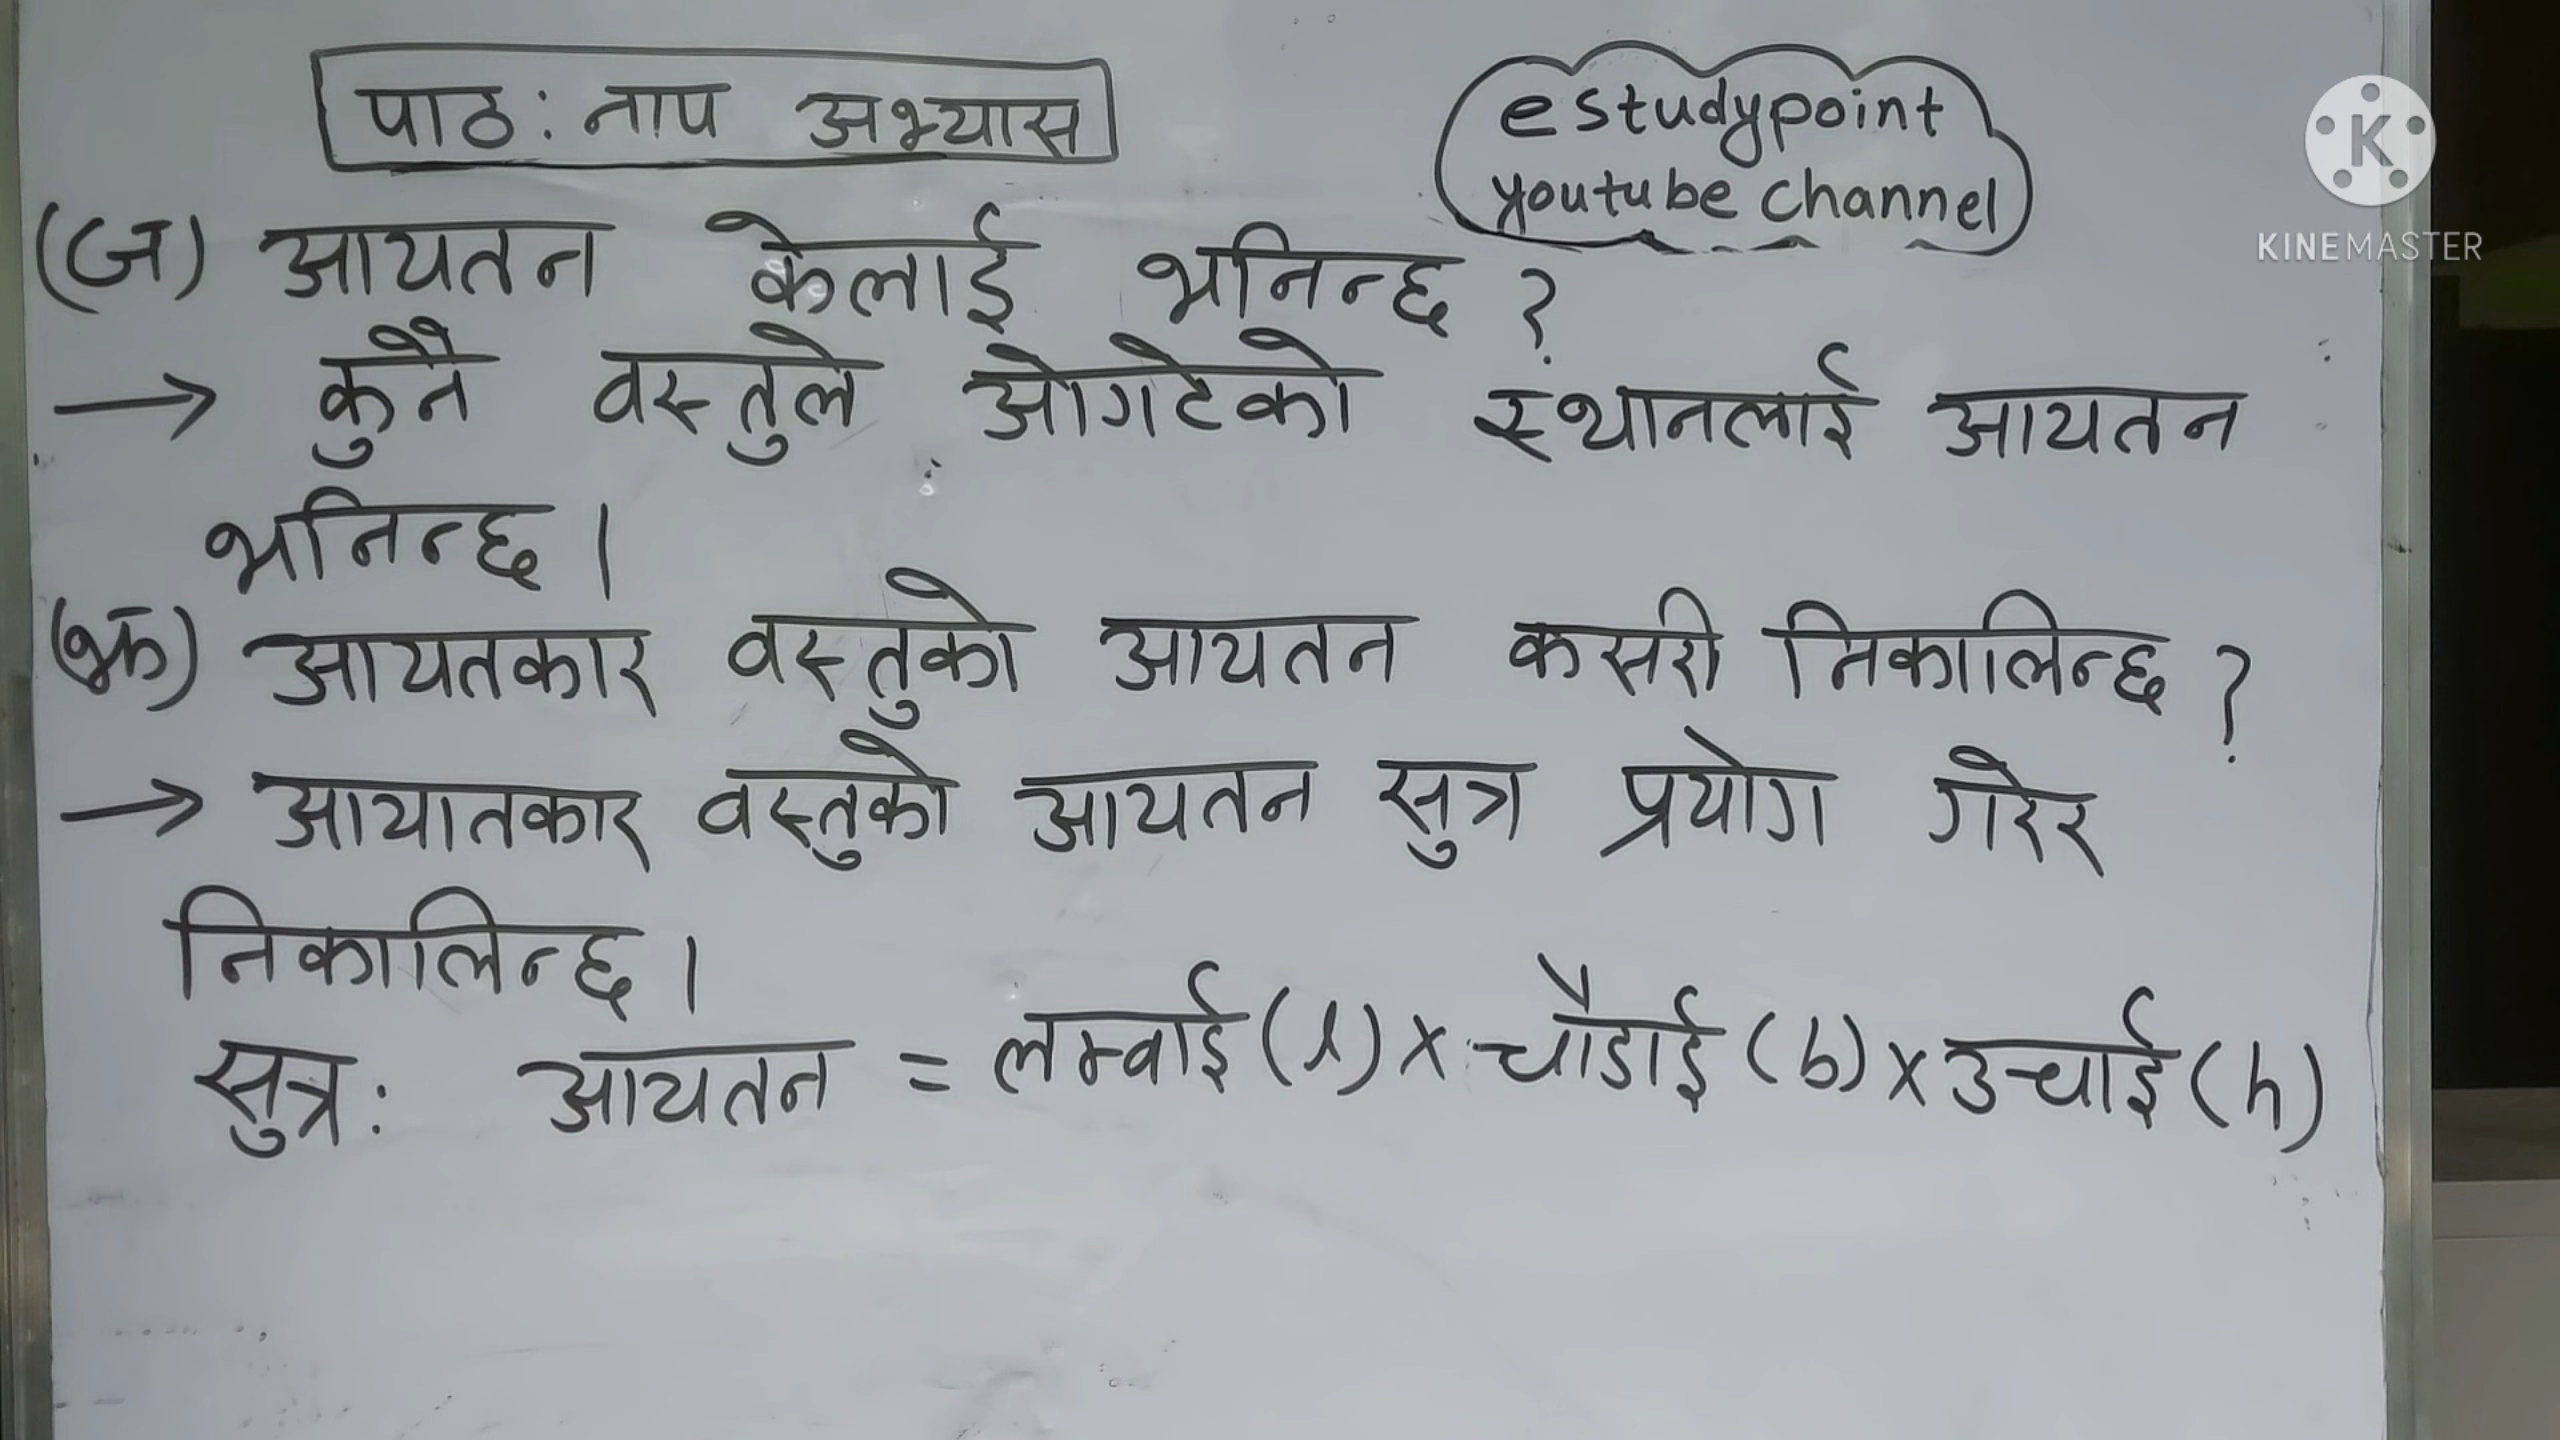 पाठ: नाप अभ्यास
estudypoint
youtube channel
K
KINEMASTER
(ज) आयतन केलाई भनिन्छ ?
→ कुनै वस्तुले ओगटेको स्थानलाई आयतन
भनिन्छ ।
(झ) आयतकार वस्तुको आयतन कसरी निकालिन्छ ?
→ आयातकार वस्तुको आयतन सुत्र प्रयोग गरेर
निकालिन्छ ।
सुत्र: आयतन = लम्बाई (l) × चौडाई (b) × उचाई (h)